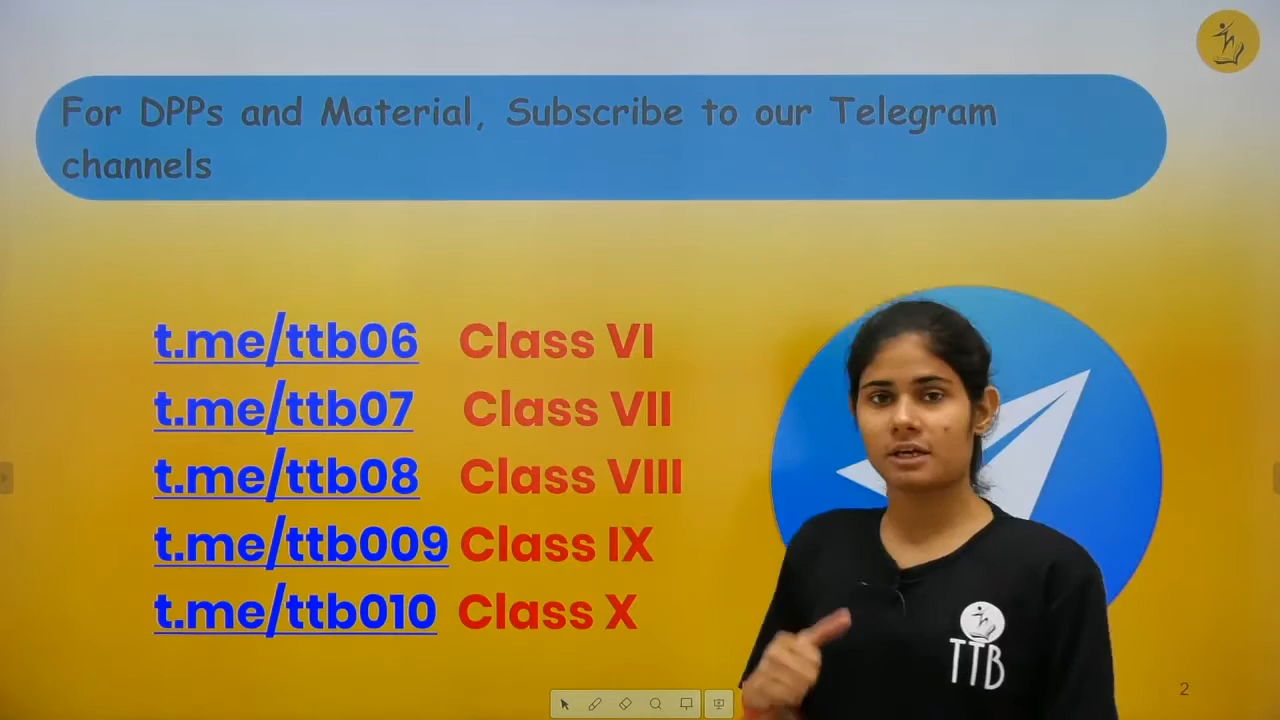 For DPPs and Material, Subscribe to our Telegram
channels
t.me/ttb06 Class VI
t.me/ttb07 Class VII
t.me/ttb08 Class VIII
t.me/ttb009 Class IX
t.me/ttb010 Class X
TTB
2